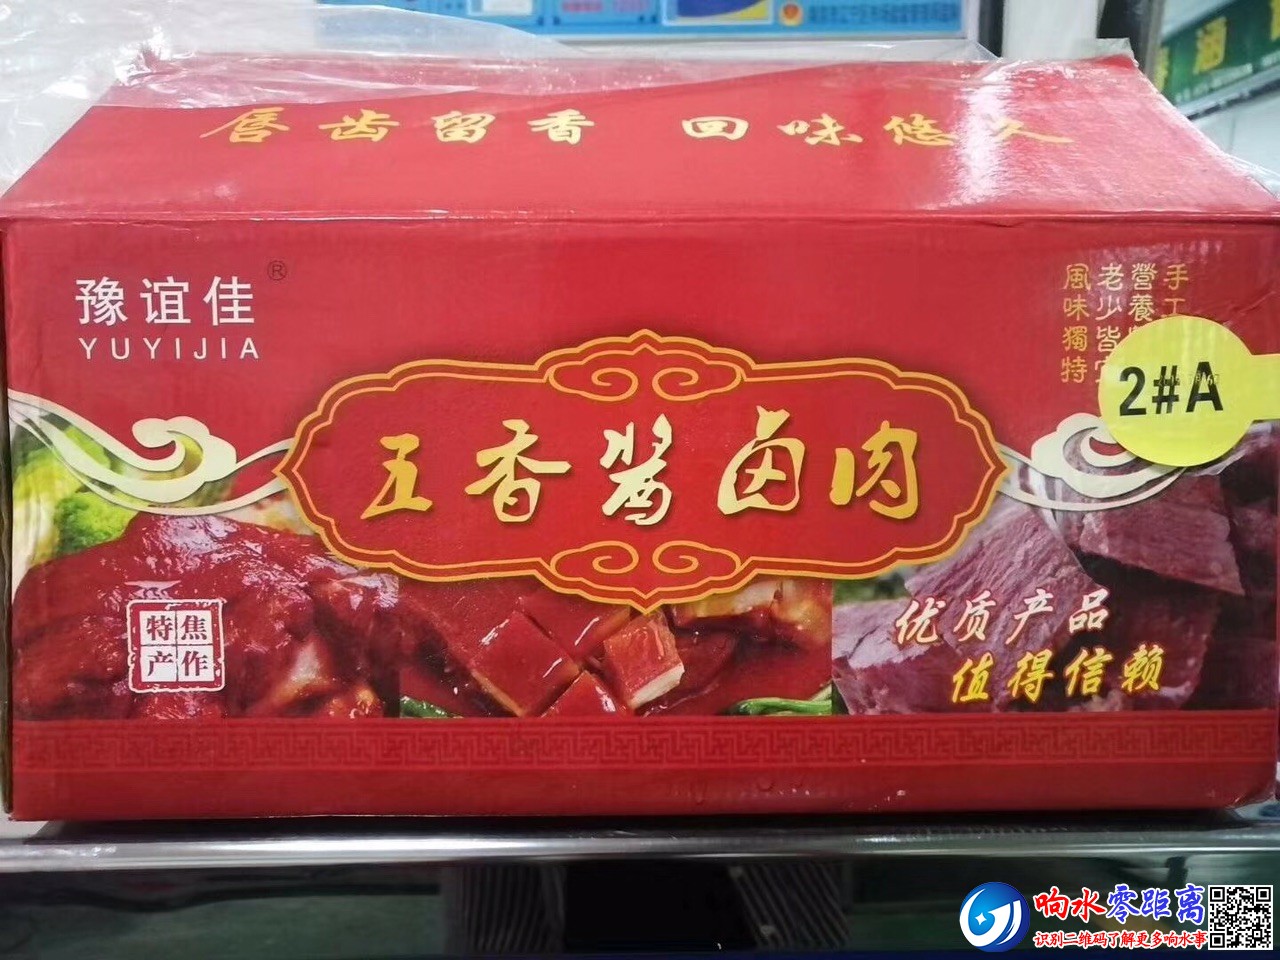 唇齿留香 回味悠久
豫谊佳®
YUYIJIA
手工
營養
老少皆
風味獨特
2#A
五香酱卤肉
焦作
特产
优质产品
值得信赖
响水零距离
识别二维码了解更多响水事